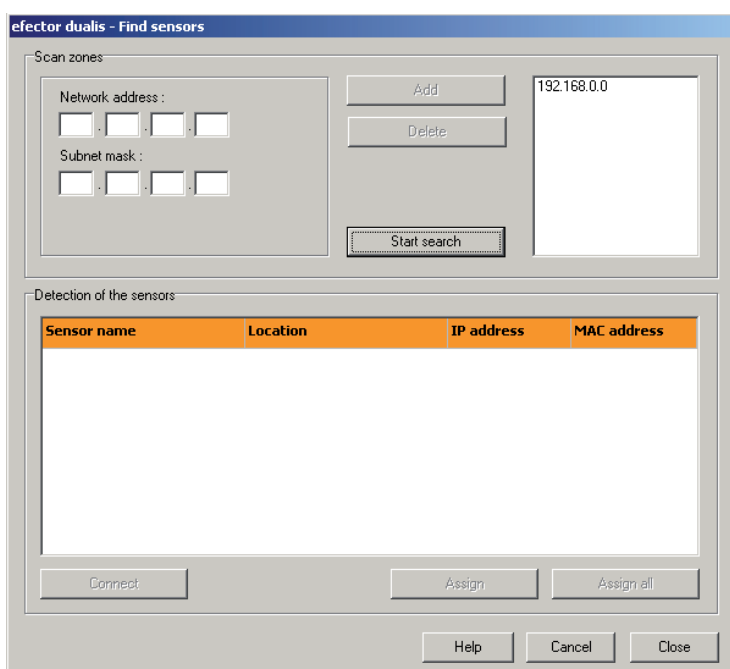 efector dualis - Find sensors
Scan zones
Network address :
. . .
Subnet mask :
. . .
Add
Delete
Start search
192.168.0.0
Detection of the sensors
Sensor name Location IP address MAC address
Connect Assign Assign all
Help Cancel Close